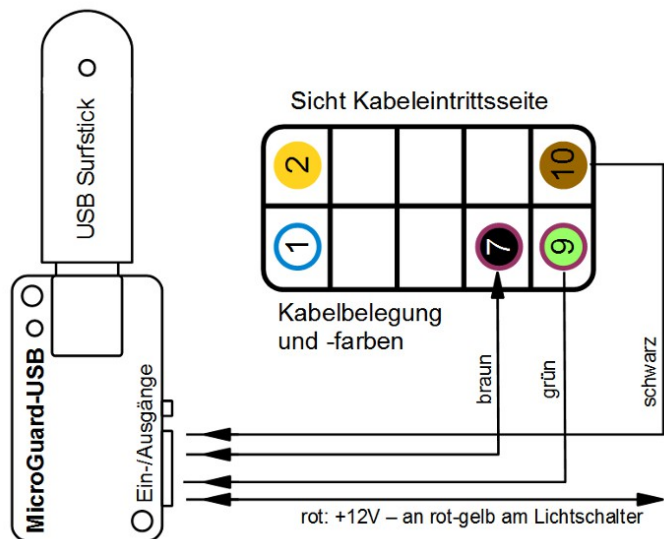 USB Surfstick
Sicht Kabeleintrittsseite
2
10
1
7
9
Kabelbelegung
und -farben
MicroGuard-USB
Ein-/Ausgänge
braun
grün
schwarz
rot: +12V – an rot-gelb am Lichtschalter